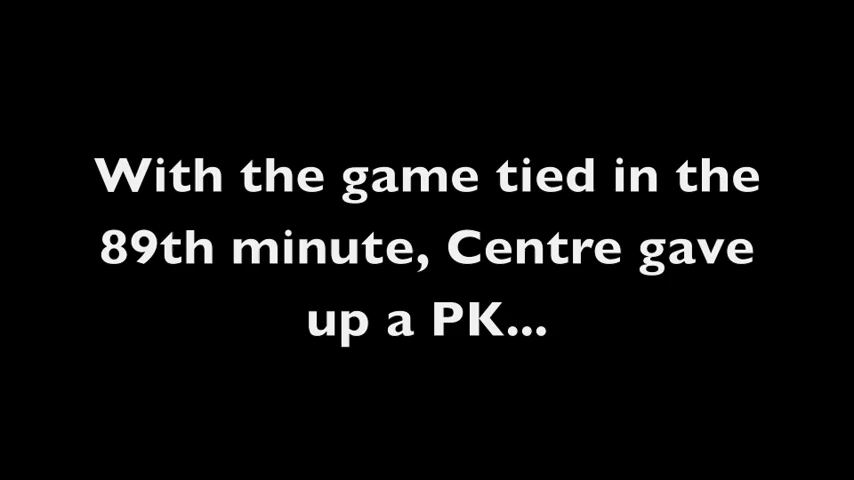 With the game tied in the
89th minute, Centre gave
up a PK...